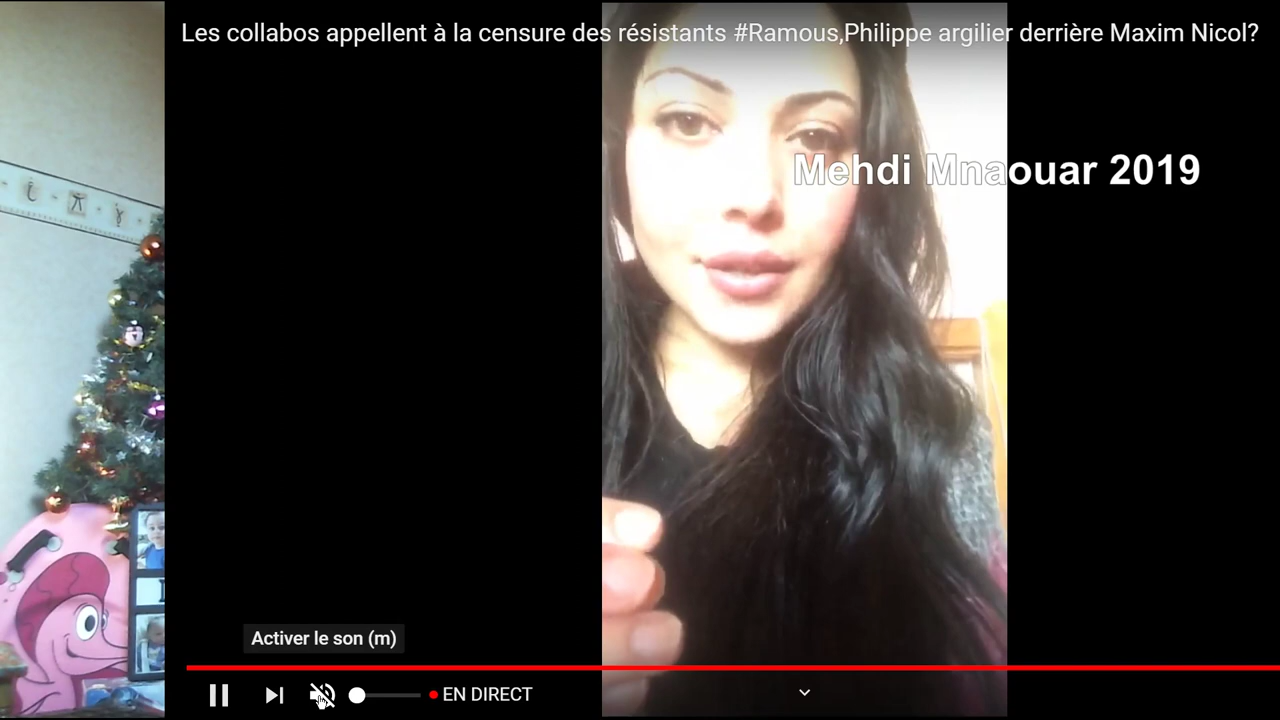 Les collabos appellent à la censure des résistants #Ramous,Philippe argilier derrière Maxim Nicol?
Mehdi Mnaouar 2019
Activer le son (m)
EN DIRECT